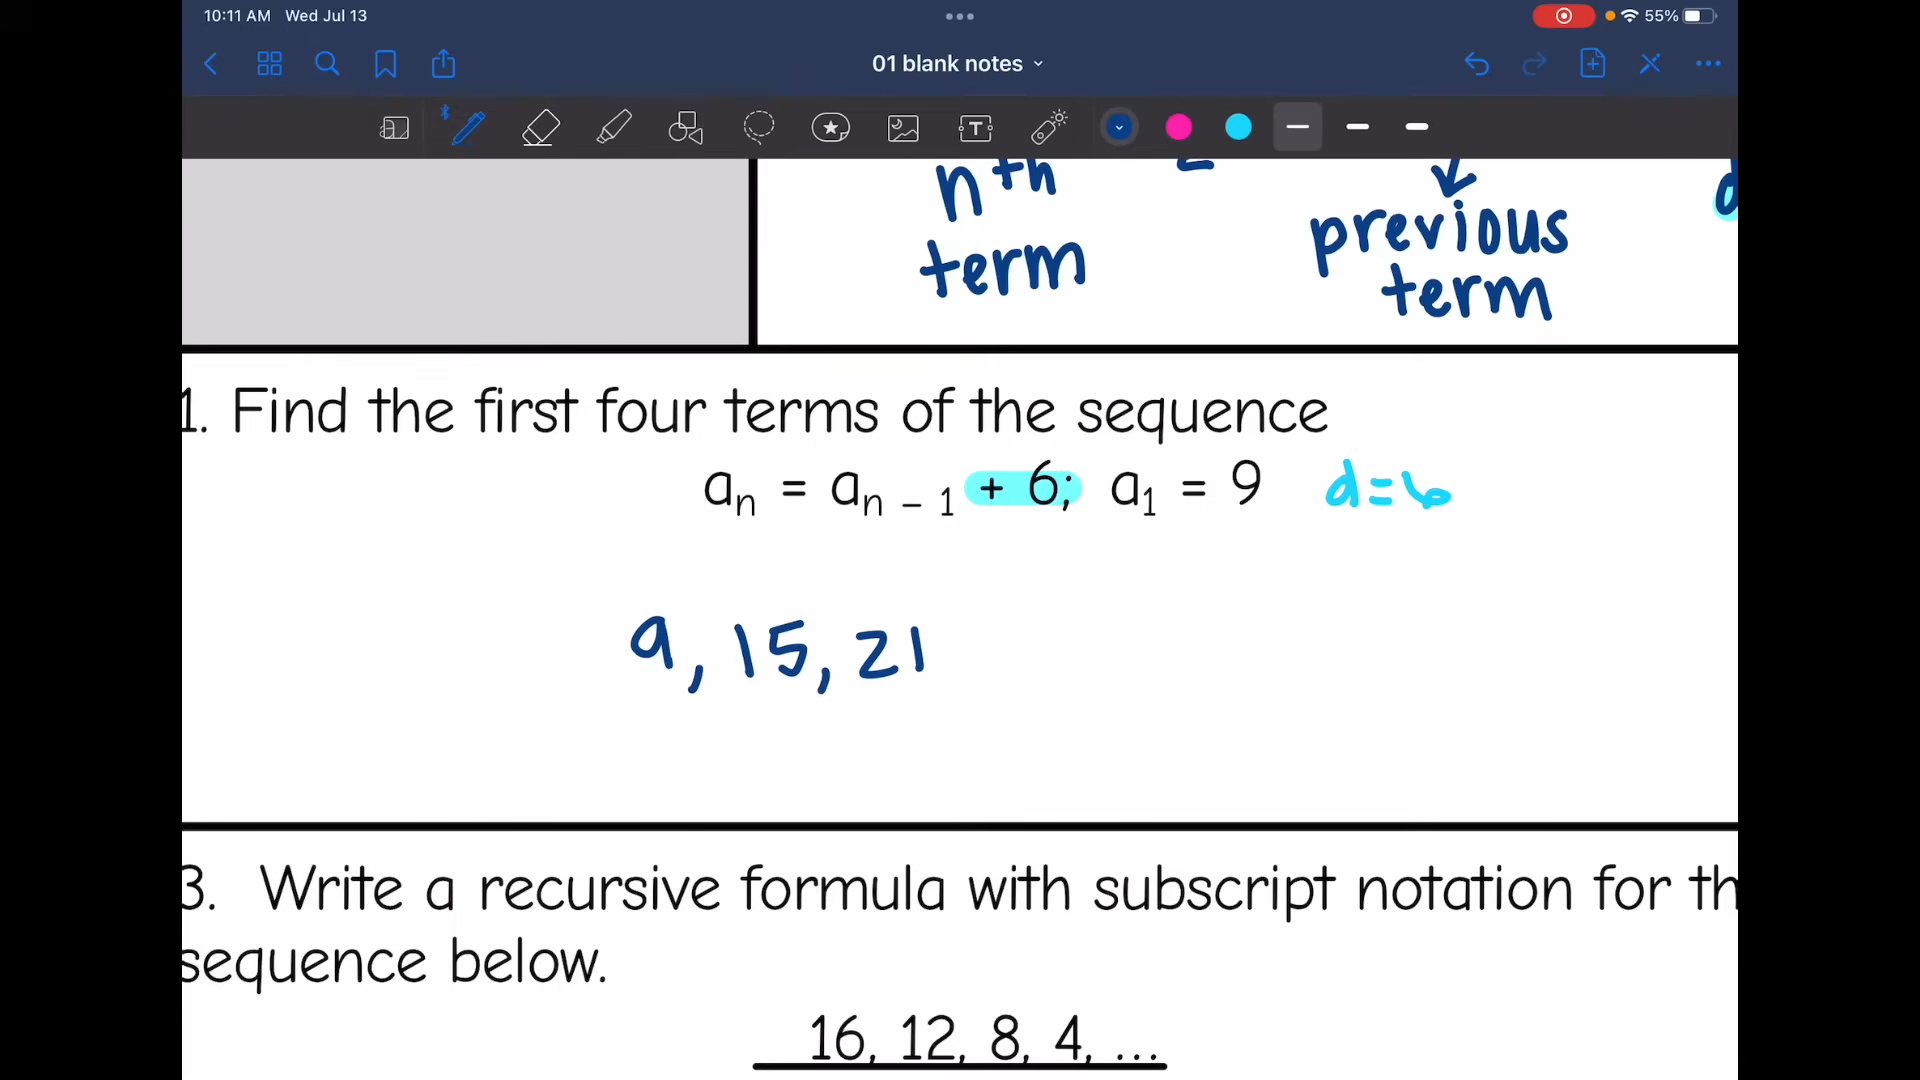 10:11 AM Wed Jul 13
55%
01 blank notes
nth term
=
previous term
d
1. Find the first four terms of the sequence
aₙ = aₙ₋₁ + 6; a₁ = 9 d=6
9, 15, 21
3. Write a recursive formula with subscript notation for th
sequence below.
16, 12, 8, 4, ...